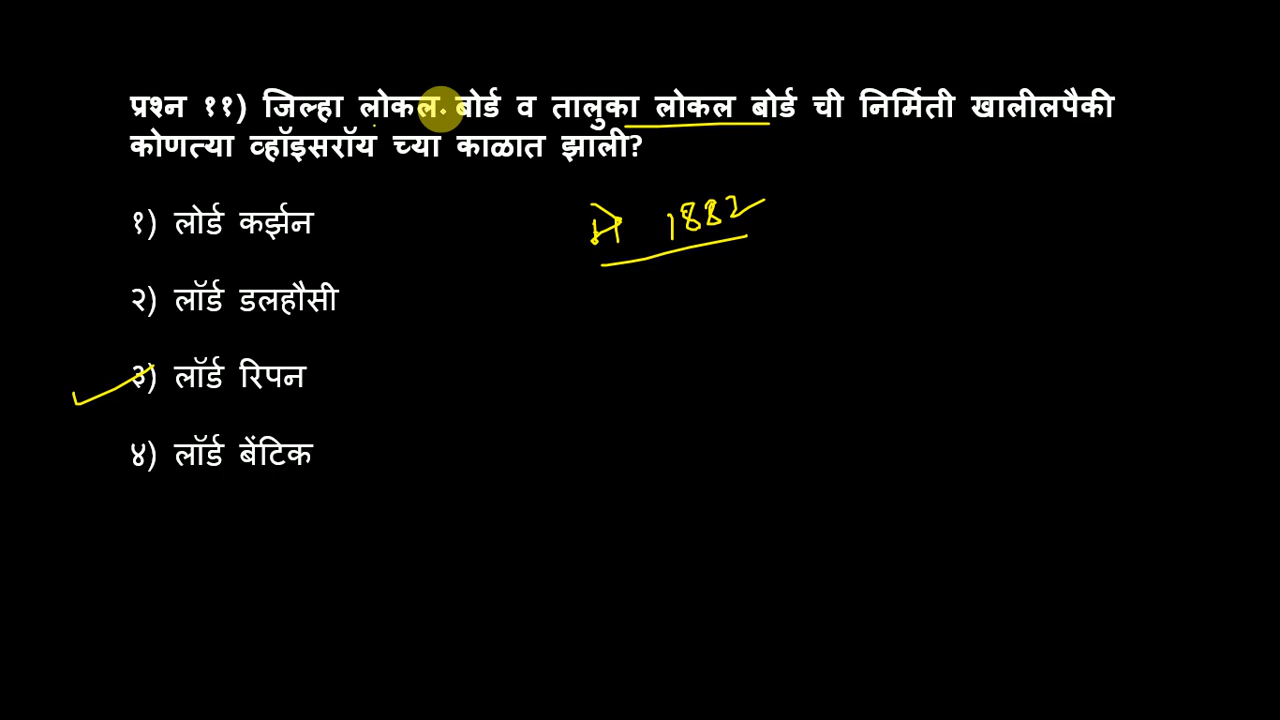 प्रश्न ११) जिल्हा लोकल बोर्ड व तालुका लोकल बोर्ड ची निर्मिती खालीलपैकी
कोणत्या व्हॉइसरॉय च्या काळात झाली?
१) लोर्ड कर्झन
मे 1882
२) लॉर्ड डलहौसी
३) लॉर्ड रिपन
४) लॉर्ड बेंटिक